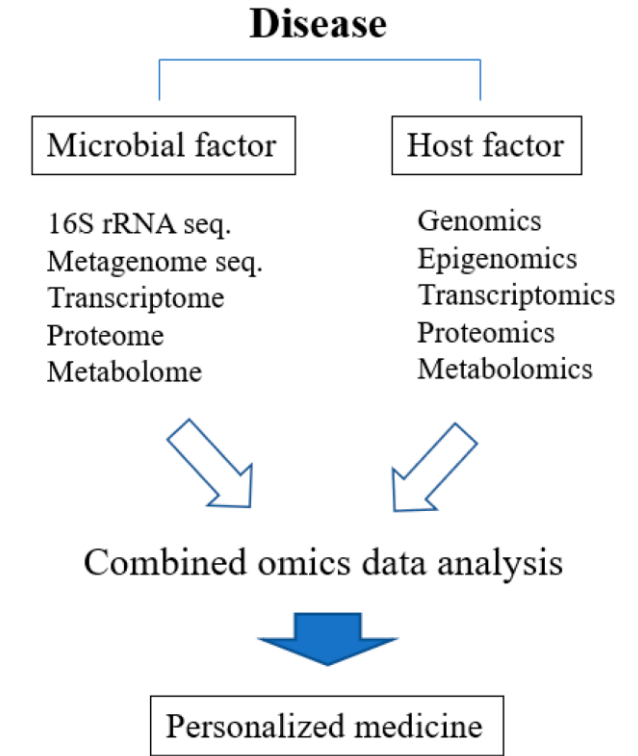 Disease
Microbial factor
Host factor
16S rRNA seq.
Metagenome seq.
Transcriptome
Proteome
Metabolome
Genomics
Epigenomics
Transcriptomics
Proteomics
Metabolomics
Combined omics data analysis
Personalized medicine